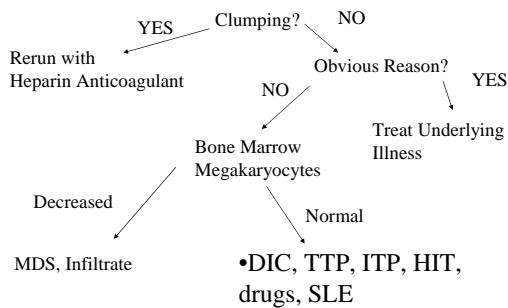 Clumping?
YES
NO
Rerun with
Heparin Anticoagulant
Obvious Reason?
NO
YES
Treat Underlying
Illness
Bone Marrow
Megakaryocytes
Decreased
Normal
MDS, Infiltrate
•DIC, TTP, ITP, HIT,
drugs, SLE